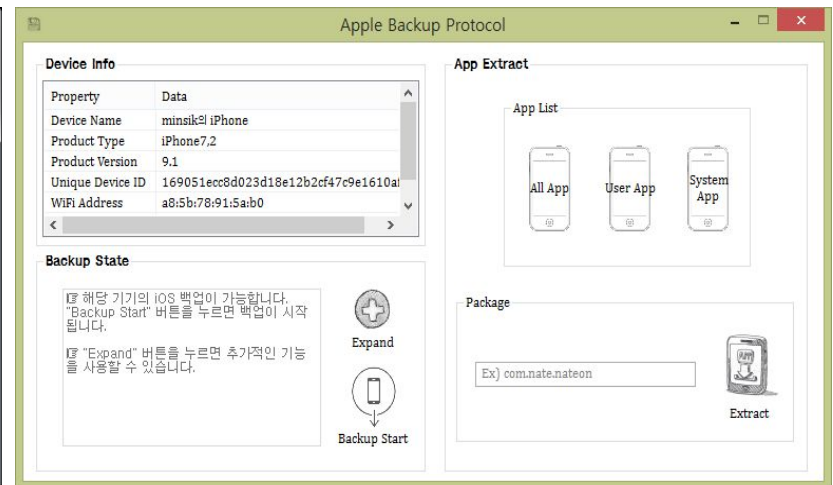 Apple Backup Protocol
Device Info
Property Data
Device Name minsik의 iPhone
Product Type iPhone7,2
Product Version 9.1
Unique Device ID 169051ecc8d023d18e12b2cf47c9e1610a
WiFi Address a8:5b:78:91:5a:b0
Backup State
☞ 해당 기기의 iOS 백업이 가능합니다.
"Backup Start" 버튼을 누르면 백업이 시작
됩니다.
☞ "Expand" 버튼을 누르면 추가적인 기능
을 사용할 수 있습니다.
Expand
Backup Start
App Extract
App List
All App
User App
System
App
Package
Ex) com.nate.nateon
APP
Extract